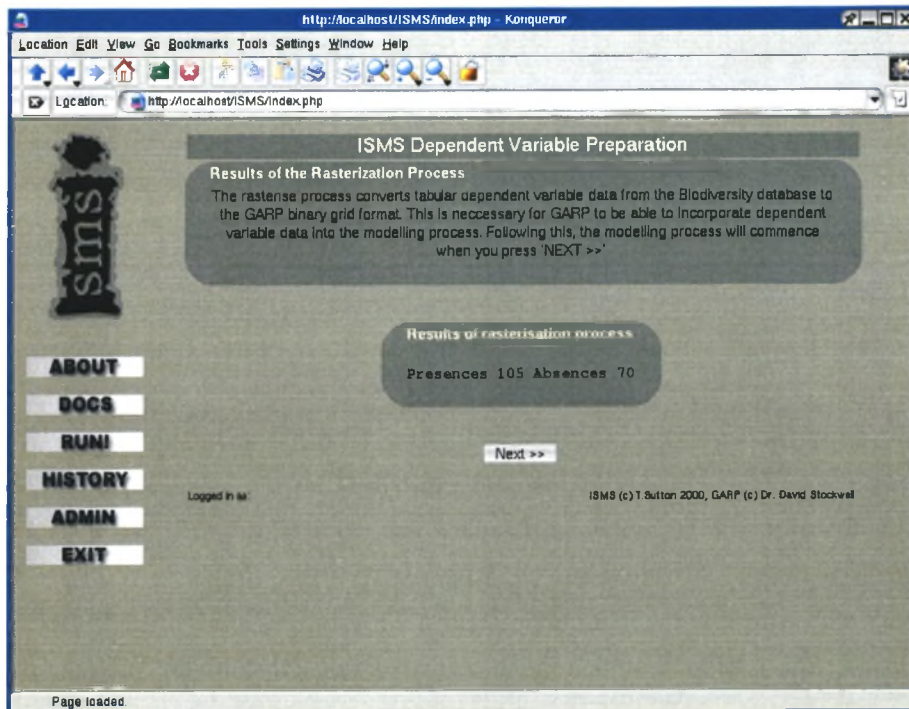 http://localhost/ISMS/index.php - Konqueror
Location Edit View Go Bookmarks Tools Settings Window Help
Location: http://localhost/ISMS/index.php
isms
ISMS Dependent Variable Preparation
Results of the Rasterization Process
The rasterise process converts tabular dependent variable data from the Biodiversity database to
the GARP binary grid format. This is neccessary for GARP to be able to incorporate dependent
variable data into the modelling process. Following this, the modelling process will commence
when you press 'NEXT >>'
Results of rasterisation process
Presences 105 Absences 70
Next >>
ABOUT
DOCS
RUN!
HISTORY
ADMIN
EXIT
Logged in as:
ISMS (c) T.Sutton 2000, GARP (c) Dr. David Stockwell
Page loaded.